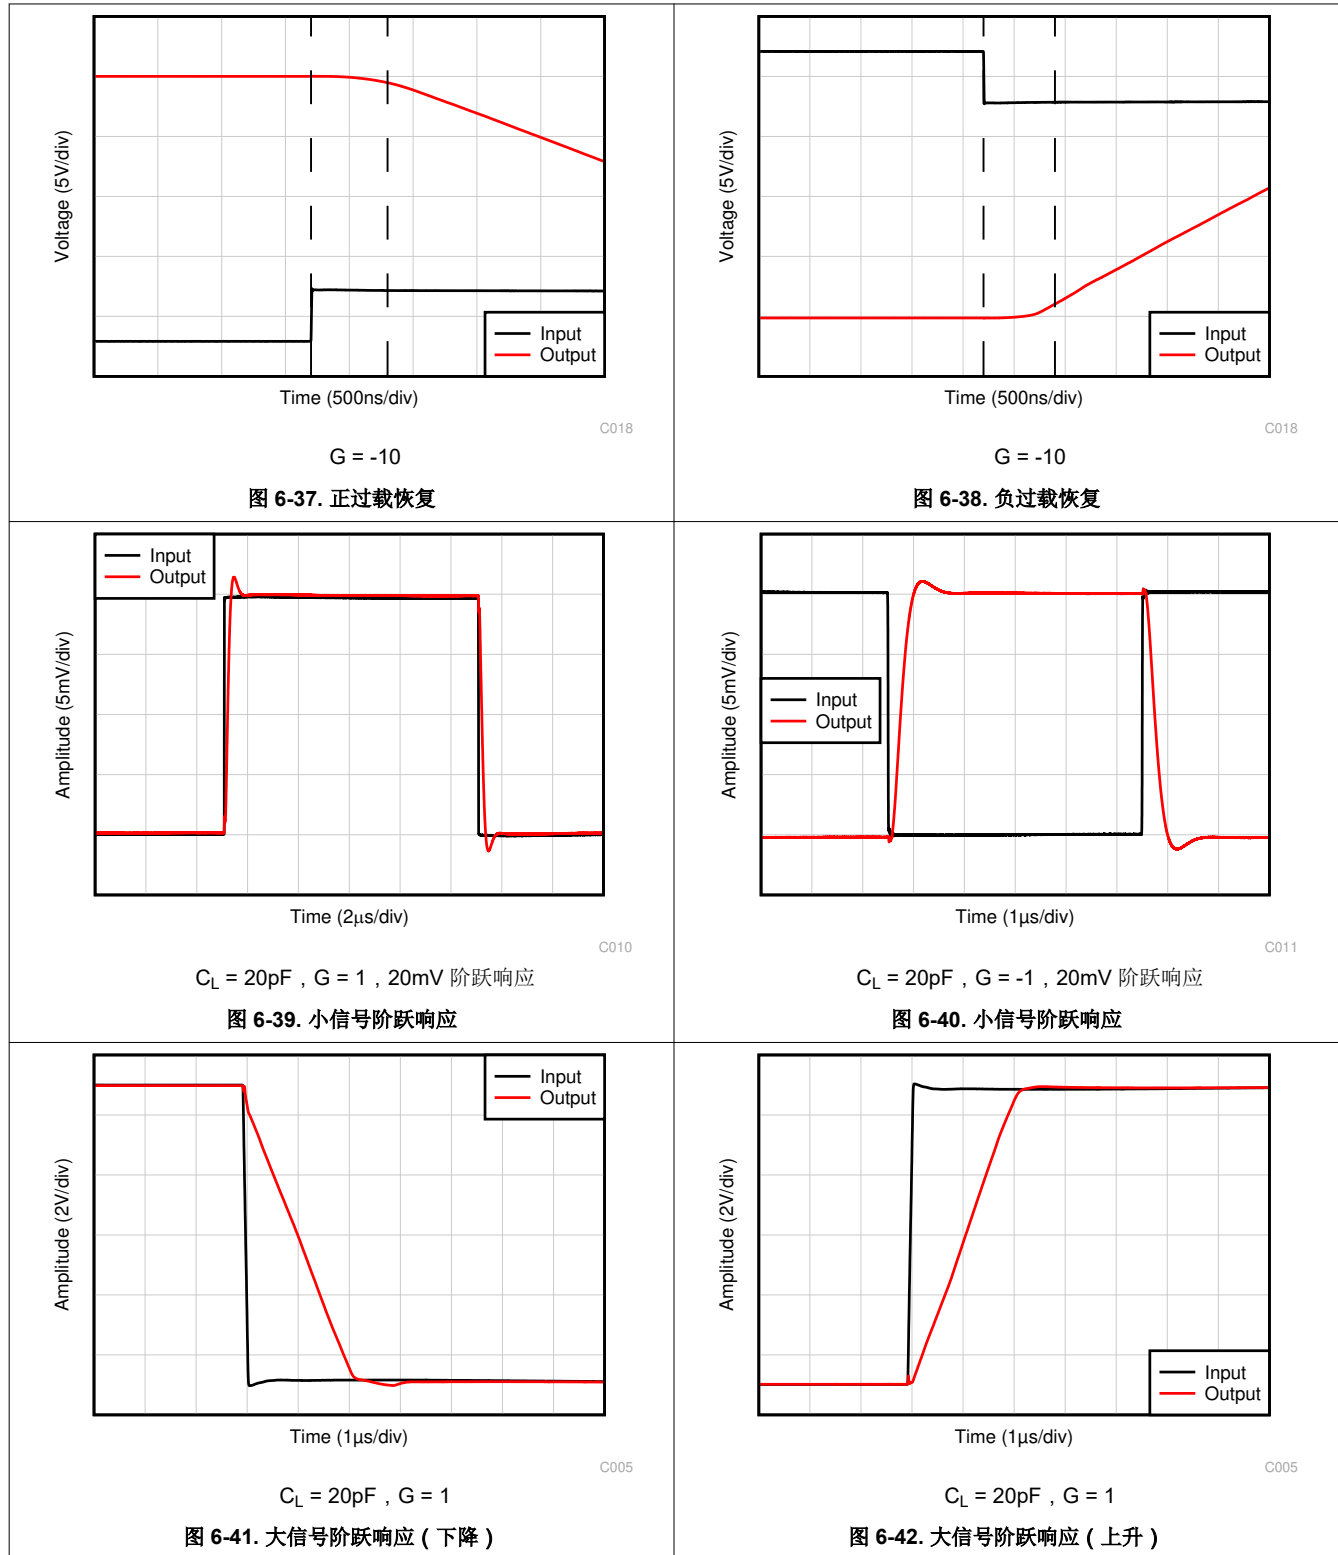 Voltage (5V/div)
Input
Output
Time (500ns/div)
C018
G = -10
图 6-37. 正过载恢复
Voltage (5V/div)
Input
Output
Time (500ns/div)
C018
G = -10
图 6-38. 负过载恢复
Input
Output
Amplitude (5mV/div)
Time (2μs/div)
C010
C_L = 20pF，G = 1，20mV 阶跃响应
图 6-39. 小信号阶跃响应
Amplitude (5mV/div)
Input
Output
Time (1μs/div)
C011
C_L = 20pF，G = -1，20mV 阶跃响应
图 6-40. 小信号阶跃响应
Input
Output
Amplitude (2V/div)
Time (1μs/div)
C005
C_L = 20pF，G = 1
图 6-41. 大信号阶跃响应（下降）
Amplitude (2V/div)
Input
Output
Time (1μs/div)
C005
C_L = 20pF，G = 1
图 6-42. 大信号阶跃响应（上升）